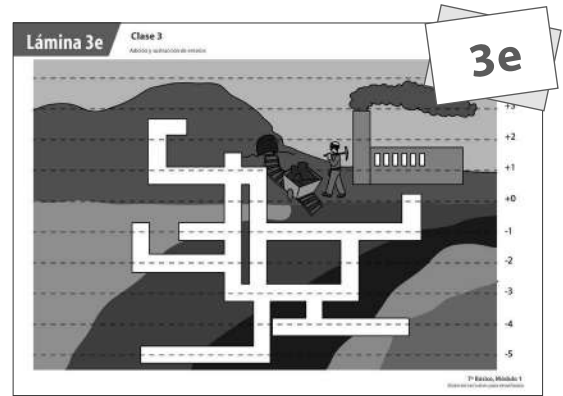 Lámina 3e
Clase 3
Adición y sustracción de enteros
3e
+3
+2
+1
+0
-1
-2
-3
-4
-5
7º Básico, Módulo 1